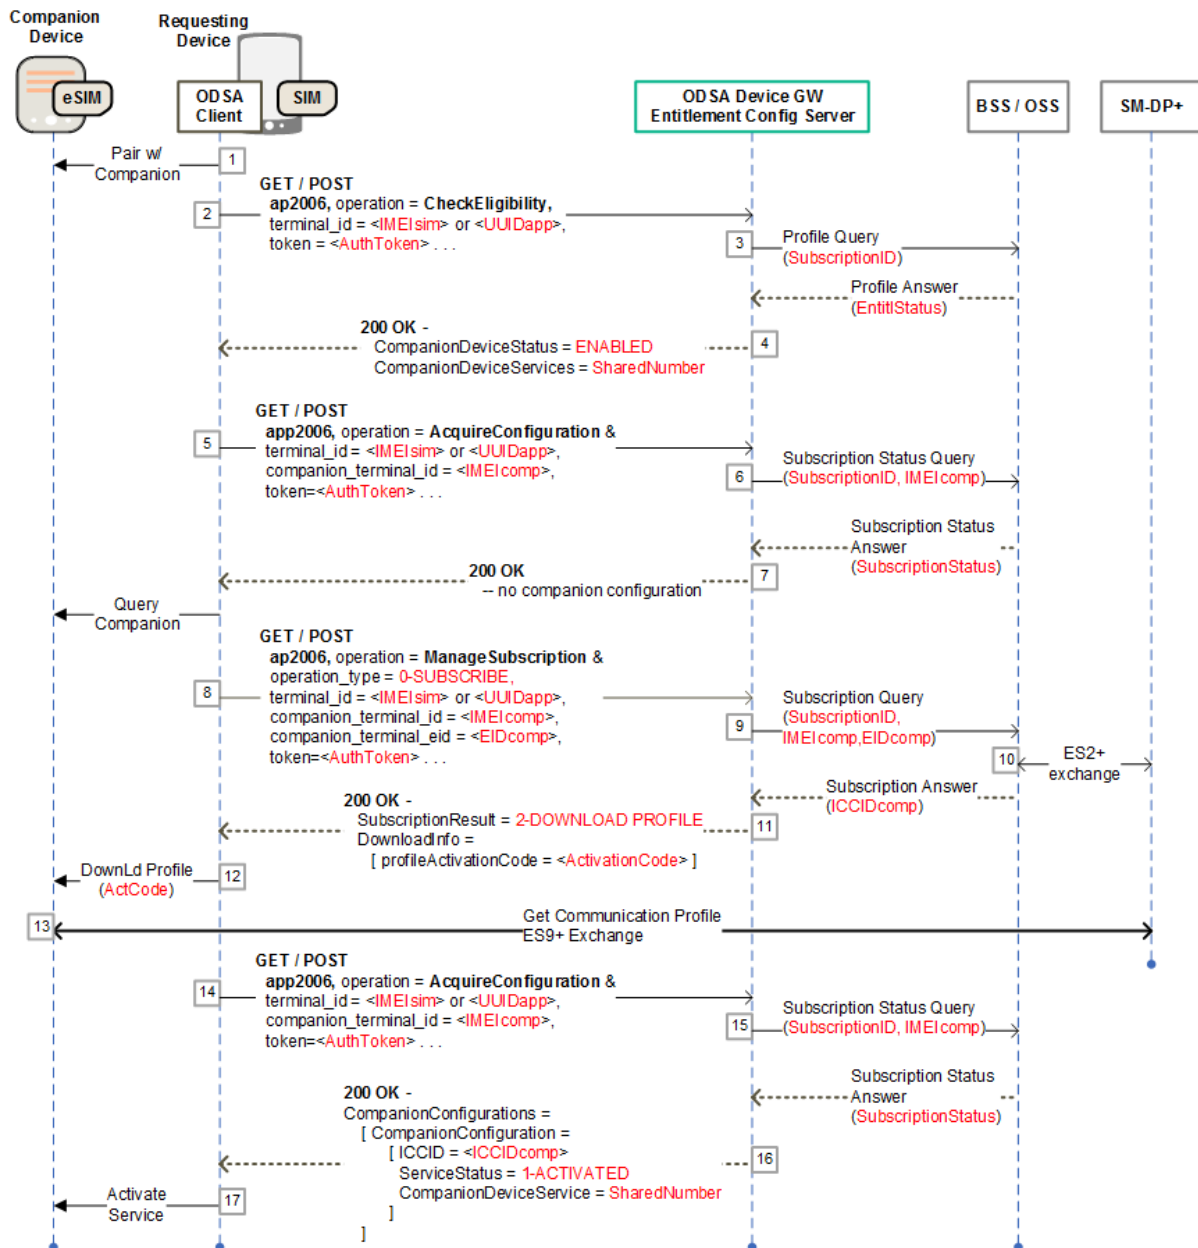 Companion
Device
Requesting
Device
eSIM
ODSA
Client
SIM
ODSA Device GW
Entitlement Config Server
BSS / OSS
SM-DP+
Pair w/
Companion
1
GET / POST
ap2006, operation = CheckEligibility,
terminal_id = <IMEIsim> or <UUIDapp>,
token = <AuthToken> . . .
2
3
Profile Query
(SubscriptionID)
Profile Answer
(EntitlStatus)
200 OK -
CompanionDeviceStatus = ENABLED
CompanionDeviceServices = SharedNumber
4
GET / POST
app2006, operation = AcquireConfiguration &
terminal_id = <IMEIsim> or <UUIDapp>,
companion_terminal_id = <IMEIcomp>,
token=<AuthToken> . . .
5
6
Subscription Status Query
(SubscriptionID, IMEIcomp)
Subscription Status
Answer
(SubscriptionStatus)
200 OK
-- no companion configuration
7
Query
Companion
GET / POST
ap2006, operation = ManageSubscription &
operation_type = 0-SUBSCRIBE,
terminal_id = <IMEIsim> or <UUIDapp>,
companion_terminal_id = <IMEIcomp>,
companion_terminal_eid = <EIDcomp>,
token=<AuthToken> . . .
8
9
Subscription Query
(SubscriptionID,
IMEIcomp,EIDcomp)
10
ES2+
exchange
Subscription Answer
(ICCIDcomp)
200 OK -
SubscriptionResult = 2-DOWNLOAD PROFILE
DownloadInfo =
[ profileActivationCode = <ActivationCode> ]
11
DownLd Profile
(ActCode)
12
13
Get Communication Profile
ES9+ Exchange
GET / POST
app2006, operation = AcquireConfiguration &
terminal_id = <IMEIsim> or <UUIDapp>,
companion_terminal_id = <IMEIcomp>,
token=<AuthToken> . . .
14
15
Subscription Status Query
(SubscriptionID, IMEIcomp)
Subscription Status
Answer
(SubscriptionStatus)
200 OK -
CompanionConfigurations =
[ CompanionConfiguration =
[ ICCID = <ICCIDcomp>
ServiceStatus = 1-ACTIVATED
CompanionDeviceService = SharedNumber
]
]
16
Activate
Service
17